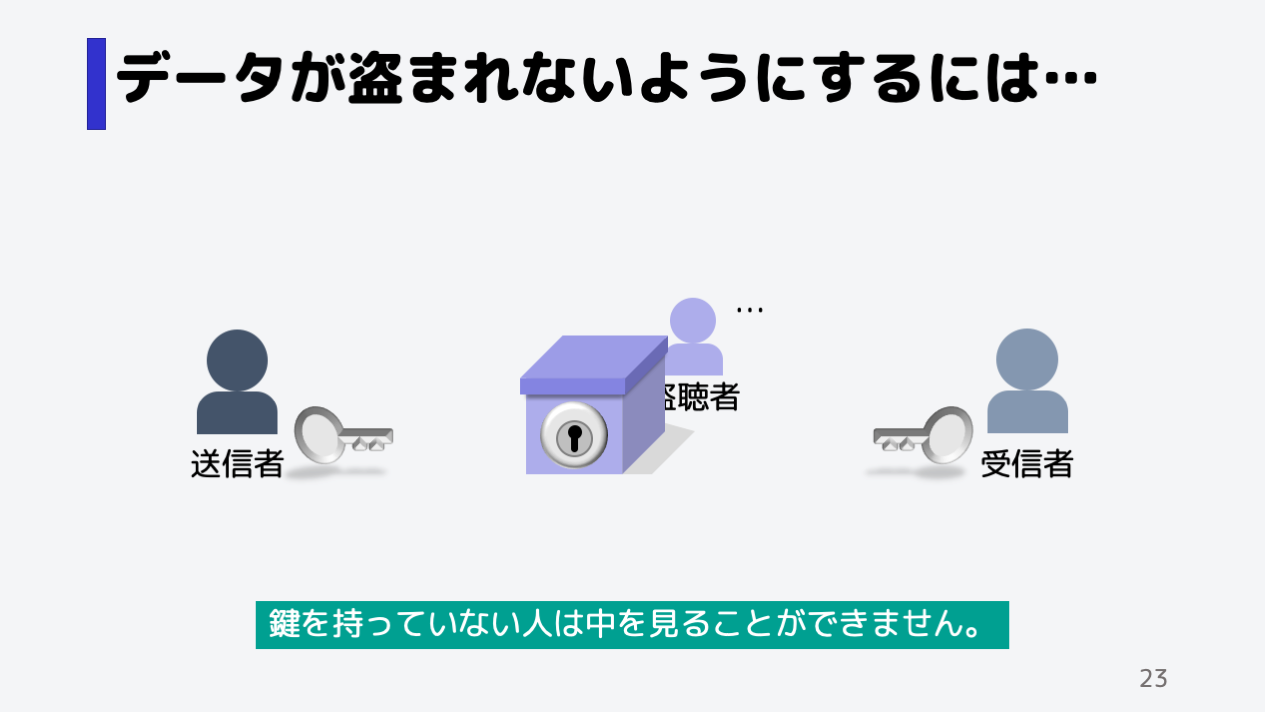 データが盗まれないようにするには…
…
盗聴者
送信者
受信者
鍵を持っていない人は中を見ることができません。
23